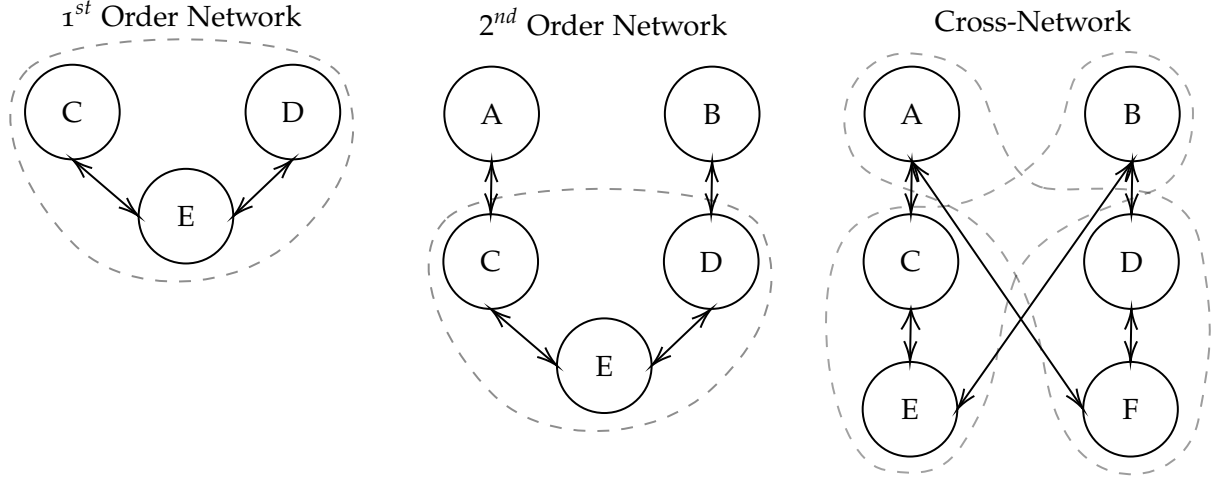 1st Order Network
C
D
E
2nd Order Network
A
B
C
D
E
Cross-Network
A
B
C
D
E
F